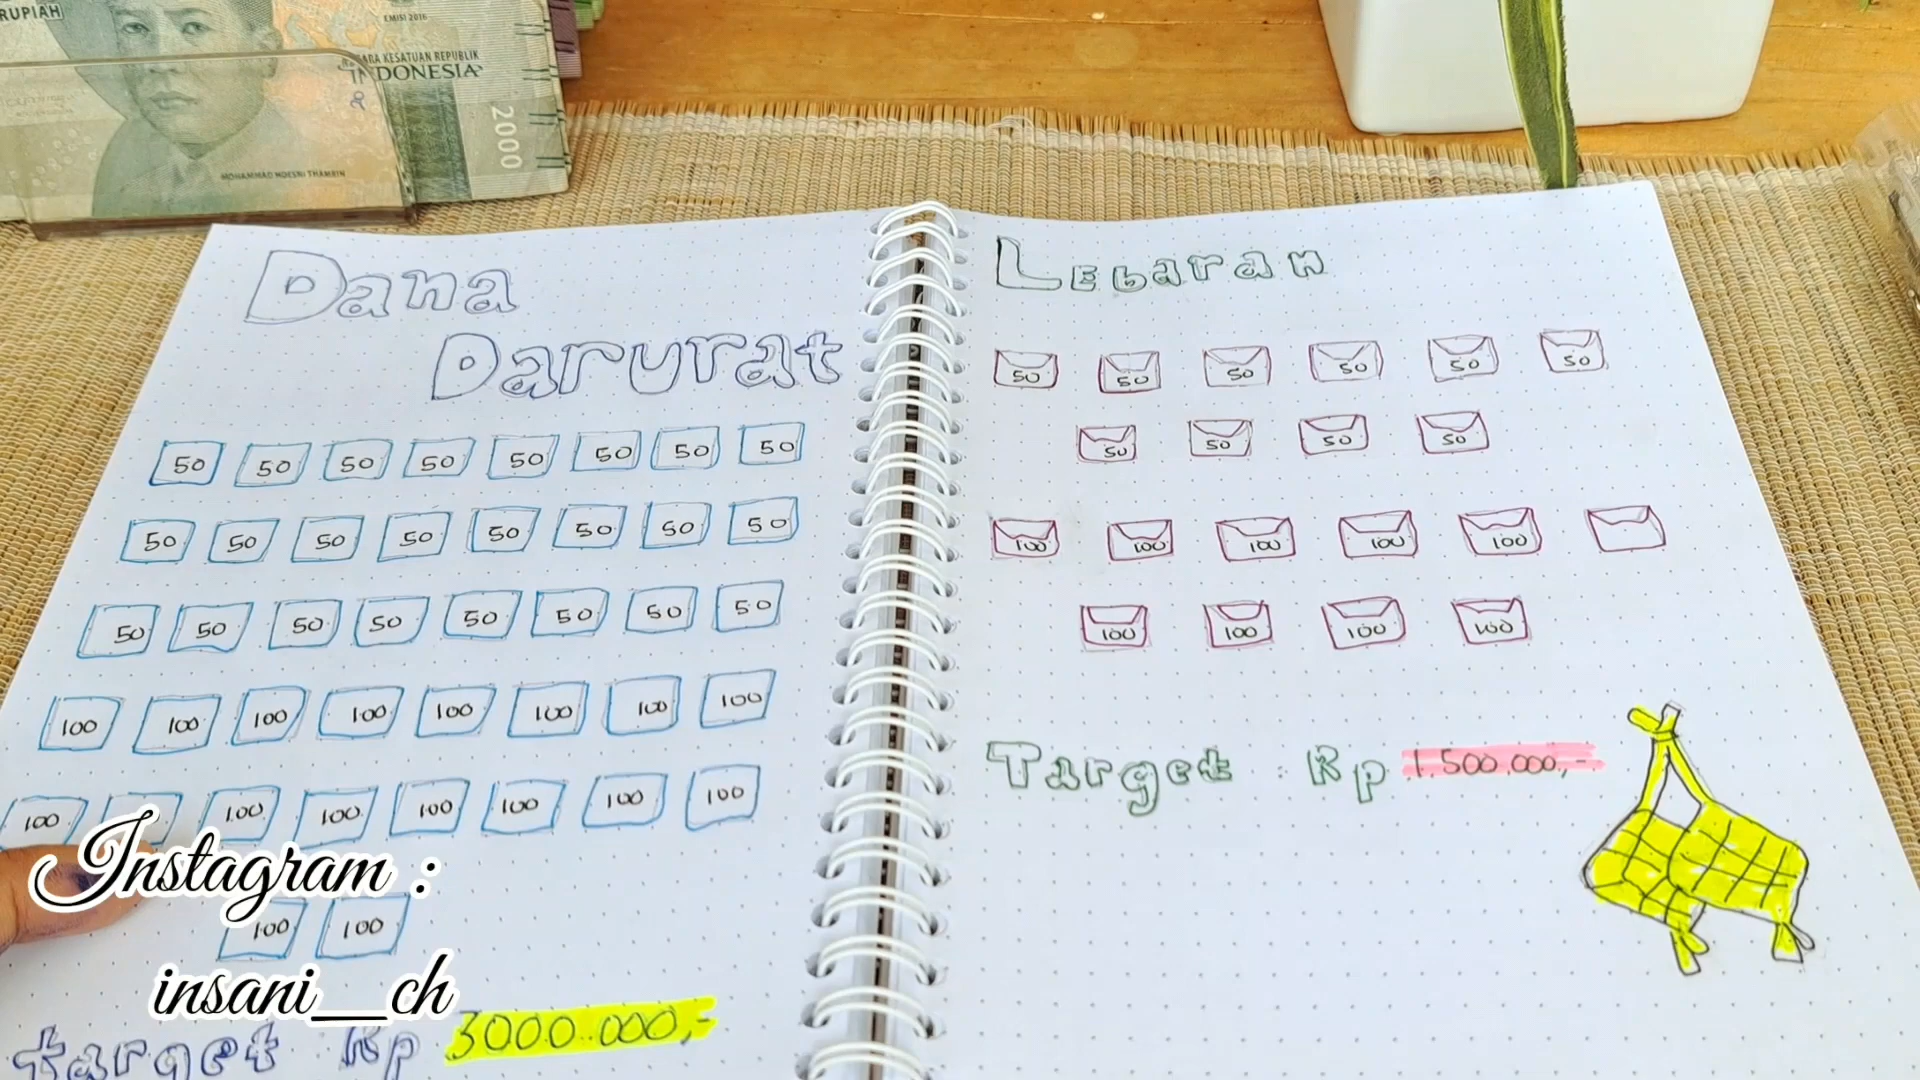 RUPIAH
EMISI 2016
NEGARA KESATUAN REPUBLIK
INDONESIA
2000
MOHAMMAD HOESNI THAMRIN
Dana
Darurat
50 50 50 50 50 50 50 50
50 50 50 50 50 50 50 50
50 50 50 50 50 50 50 50
100 100 100 100 100 100 100 100
100 100 100 100 100 100 100
100 100
Target Rp 3000.000,-
Lebaran
50 50 50 50 50 50
50 50 50 50
100 100 100 100 100
100 100 100 100
Target : Rp 1.500.000,-
Instagram :
insani__ch